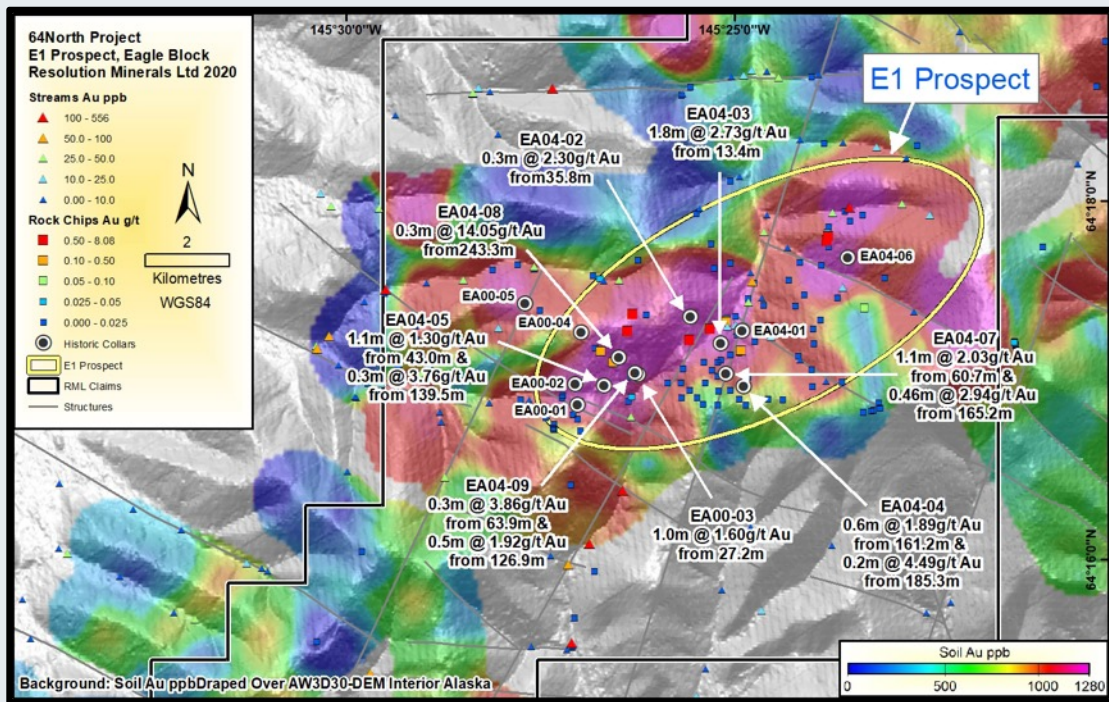 64North Project
E1 Prospect, Eagle Block
Resolution Minerals Ltd 2020
Streams Au ppb
100 - 556
50.0 - 100
25.0 - 50.0
10.0 - 25.0
0.00 - 10.0
Rock Chips Au g/t
0.50 - 8.08
0.10 - 0.50
0.05 - 0.10
0.025 - 0.05
0.000 - 0.025
Historic Collars
E1 Prospect
RML Claims
Structures
N
2
Kilometres
WGS84
145°30'0"W
145°25'0"W
64°18'0"N
64°16'0"N
E1 Prospect
EA04-03
1.8m @ 2.73g/t Au
from 13.4m
EA04-02
0.3m @ 2.30g/t Au
from35.8m
EA04-08
0.3m @ 14.05g/t Au
from243.3m
EA04-06
EA00-05
EA00-04
EA04-01
EA04-05
1.1m @ 1.30g/t Au
from 43.0m &
0.3m @ 3.76g/t Au
from 139.5m
EA04-07
1.1m @ 2.03g/t Au
from 60.7m &
0.46m @ 2.94g/t Au
from 165.2m
EA00-02
EA00-01
EA04-09
0.3m @ 3.86g/t Au
from 63.9m &
0.5m @ 1.92g/t Au
from 126.9m
EA00-03
1.0m @ 1.60g/t Au
from 27.2m
EA04-04
0.6m @ 1.89g/t Au
from 161.2m &
0.2m @ 4.49g/t Au
from 185.3m
Soil Au ppb
0 500 1000 1280
Background: Soil Au ppbDraped Over AW3D30-DEM Interior Alaska